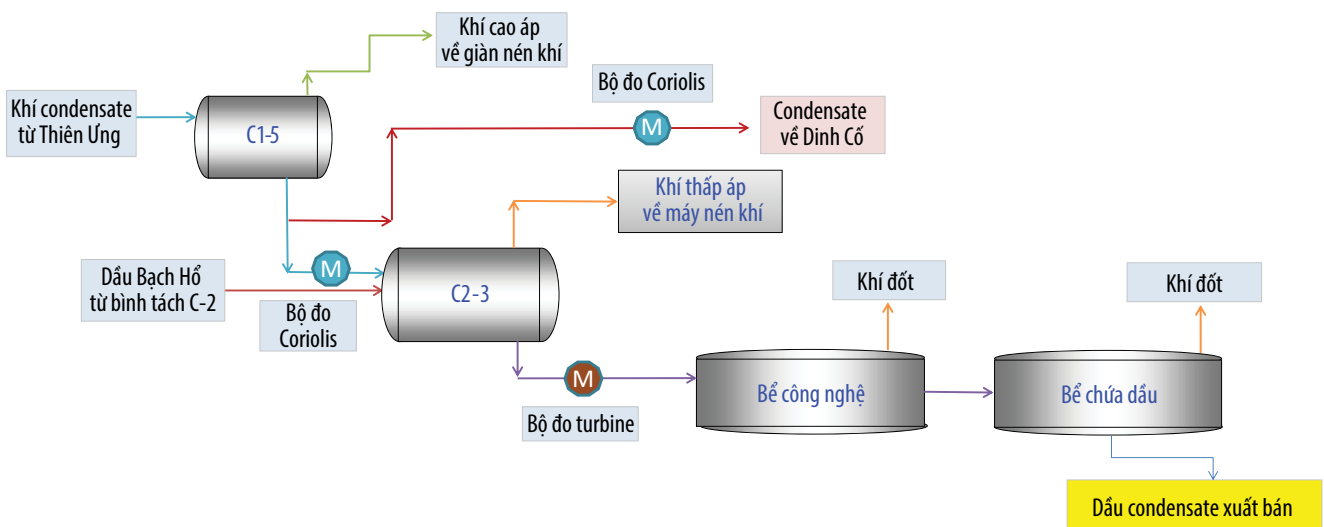 Khí cao áp
về giàn nén khí
Khí condensate
từ Thiên Ưng
C1-5
Bộ đo Coriolis
M
Condensate
về Dinh Cố
Khí thấp áp
về máy nén khí
Dầu Bạch Hổ
từ bình tách C-2
M
Bộ đo
Coriolis
C2-3
Khí đốt
Khí đốt
M
Bộ đo turbine
Bể công nghệ
Bể chứa dầu
Dầu condensate xuất bán